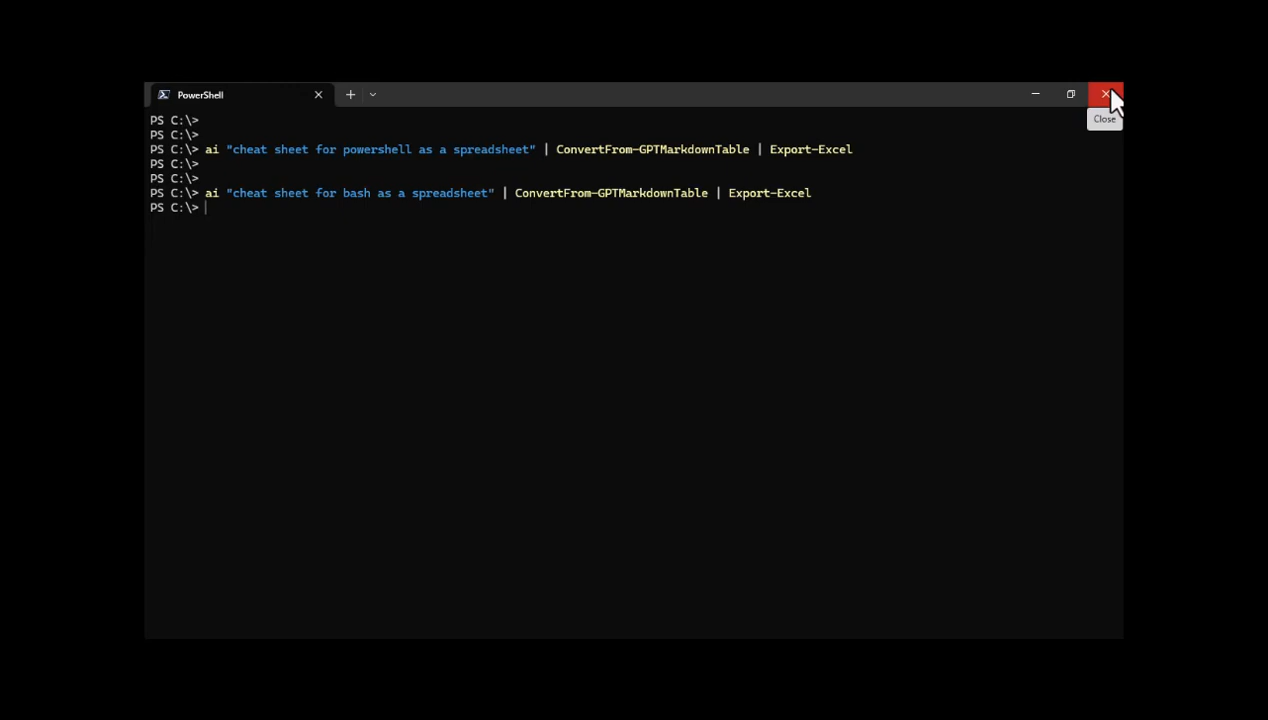 PowerShell
Close
PS C:\>
PS C:\>
PS C:\> ai "cheat sheet for powershell as a spreadsheet" | ConvertFrom-GPTMarkdownTable | Export-Excel
PS C:\>
PS C:\>
PS C:\> ai "cheat sheet for bash as a spreadsheet" | ConvertFrom-GPTMarkdownTable | Export-Excel
PS C:\>